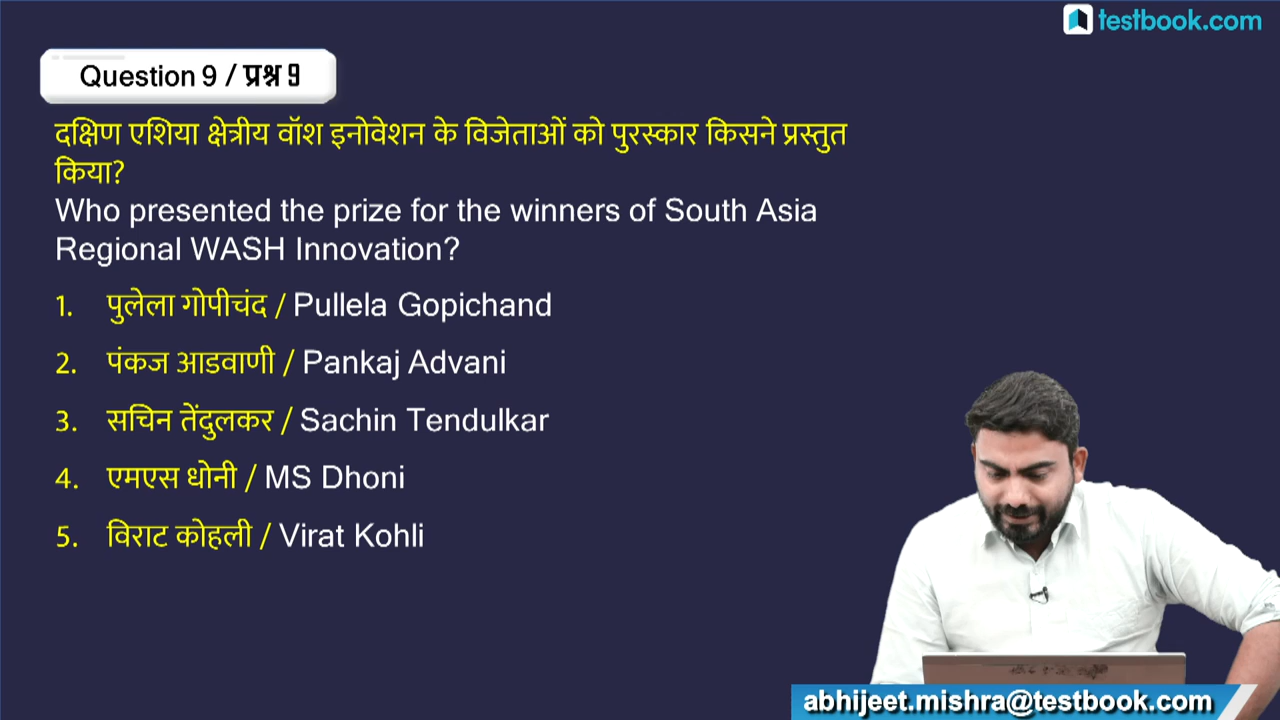 testbook.com
Question 9 / प्रश्न 9
दक्षिण एशिया क्षेत्रीय वॉश इनोवेशन के विजेताओं को पुरस्कार किसने प्रस्तुत
किया?
Who presented the prize for the winners of South Asia
Regional WASH Innovation?
1. पुलेला गोपीचंद / Pullela Gopichand
2. पंकज आडवाणी / Pankaj Advani
3. सचिन तेंदुलकर / Sachin Tendulkar
4. एमएस धोनी / MS Dhoni
5. विराट कोहली / Virat Kohli
abhijeet.mishra@testbook.com